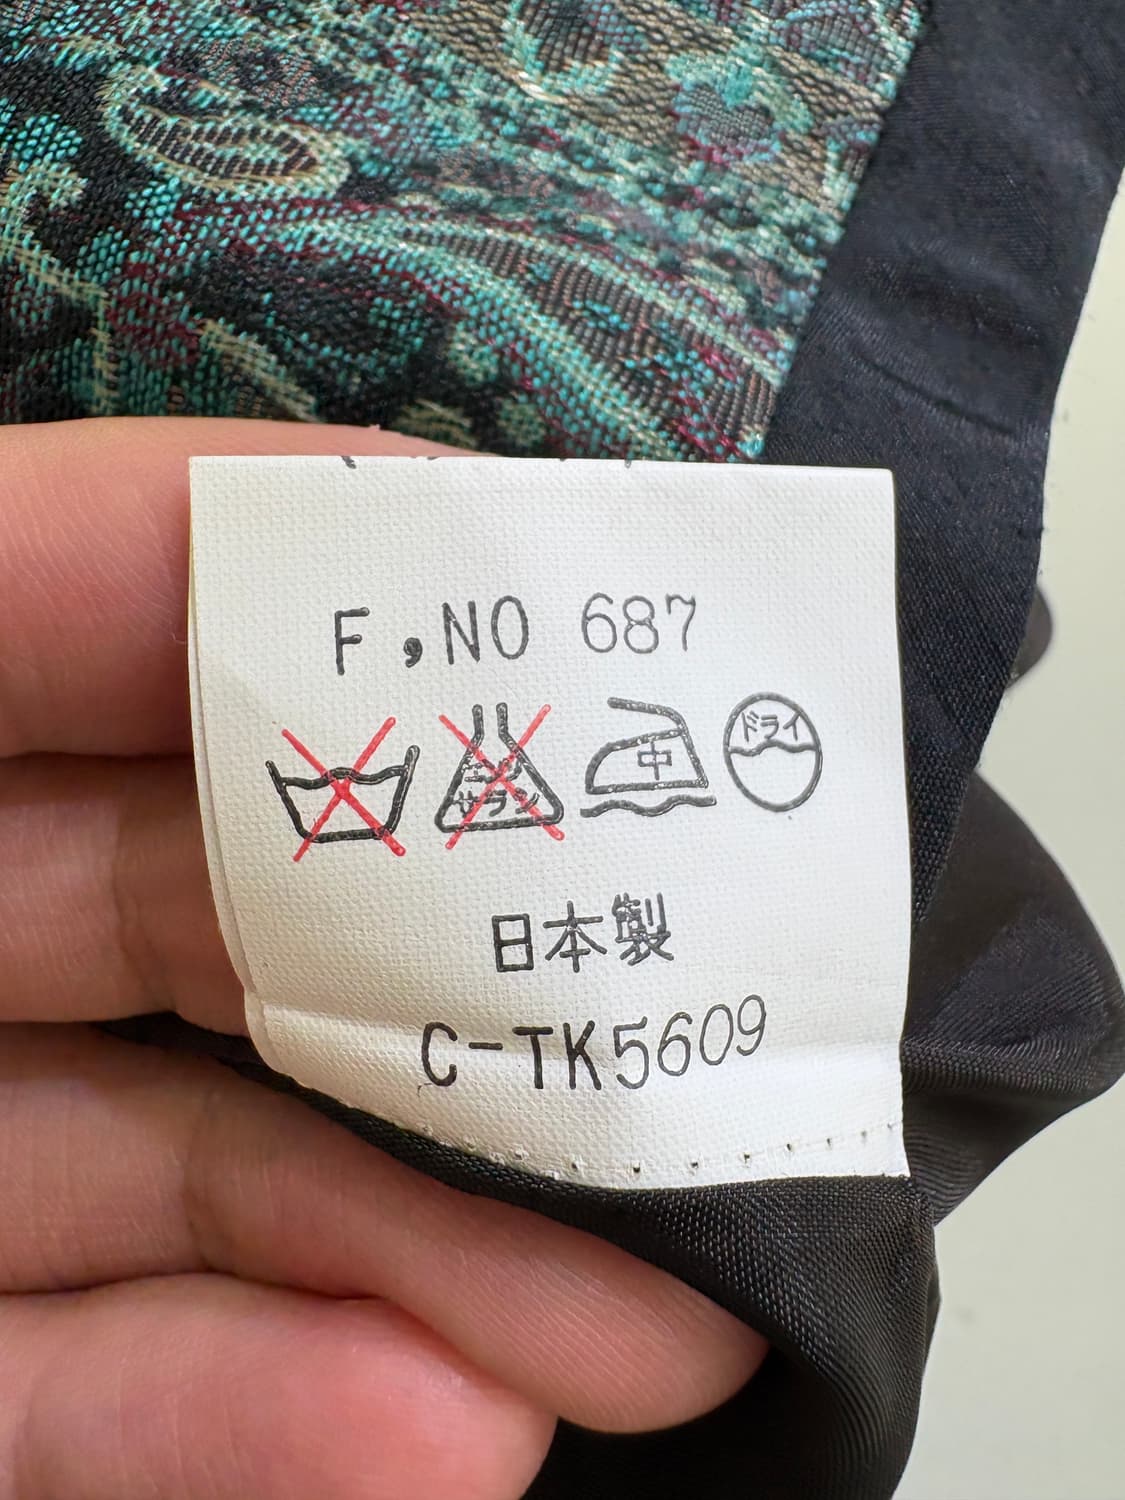 F,NO 687
エンソサラシ
中
ドライ
日本製
C-TK5609